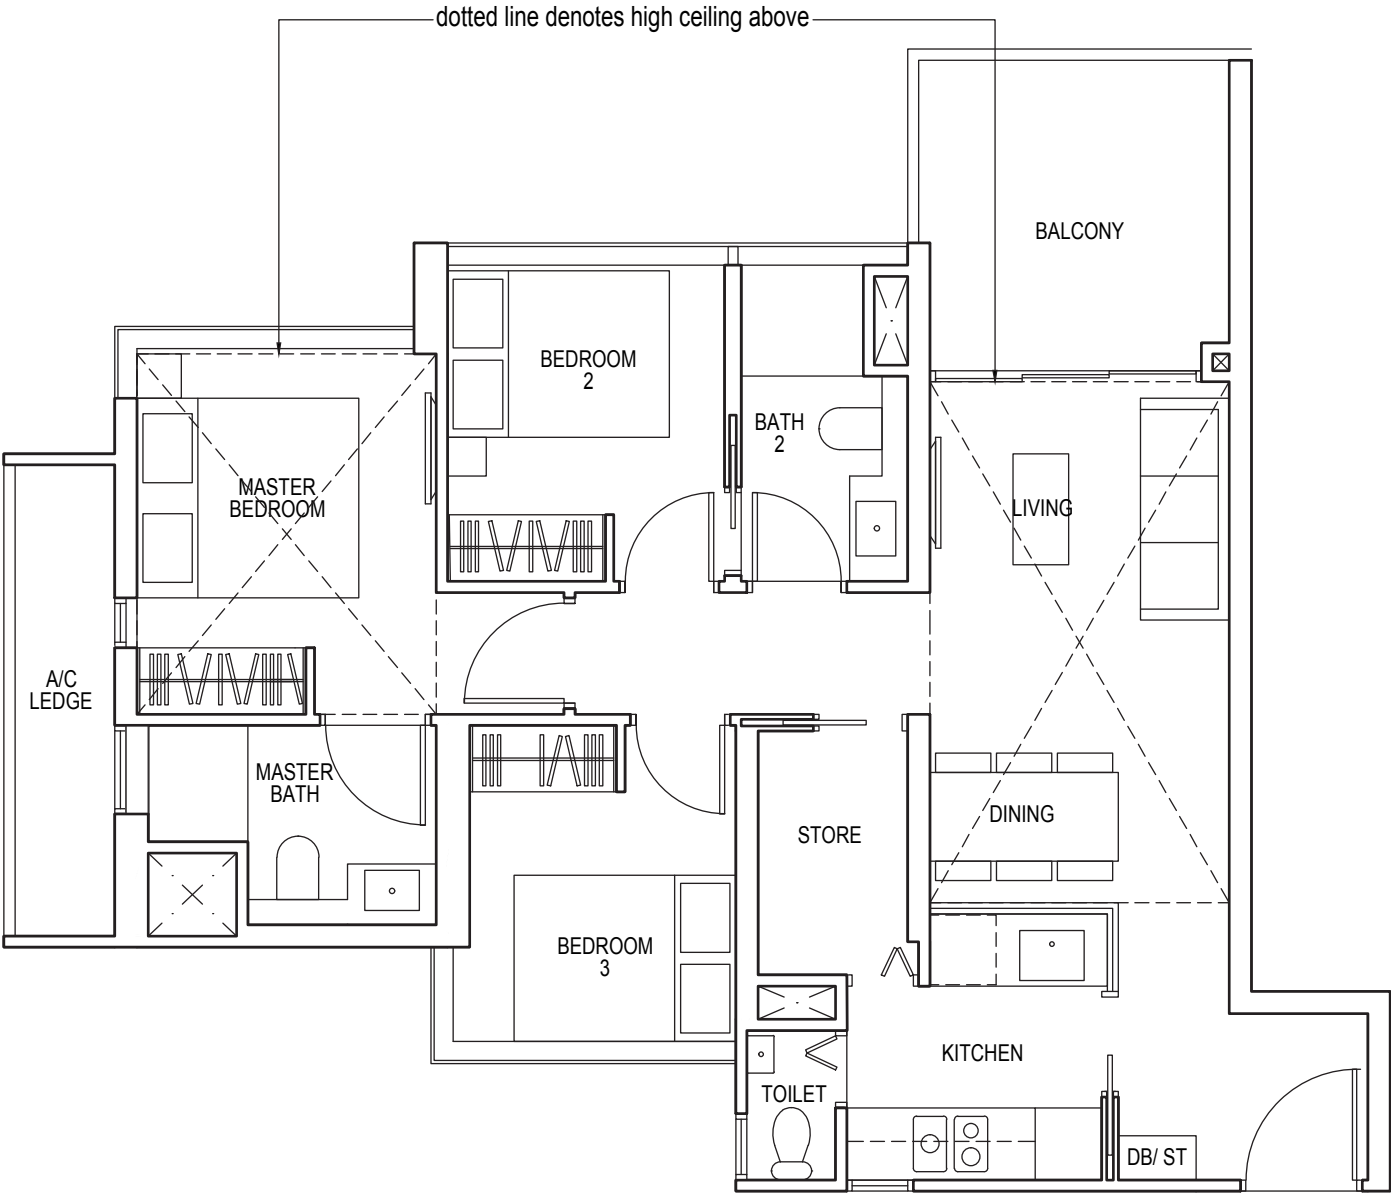 dotted line denotes high ceiling above
BALCONY
BEDROOM
2
BATH
2
MASTER
BEDROOM
LIVING
A/C
LEDGE
MASTER
BATH
DINING
STORE
BEDROOM
3
KITCHEN
TOILET
DB/ ST